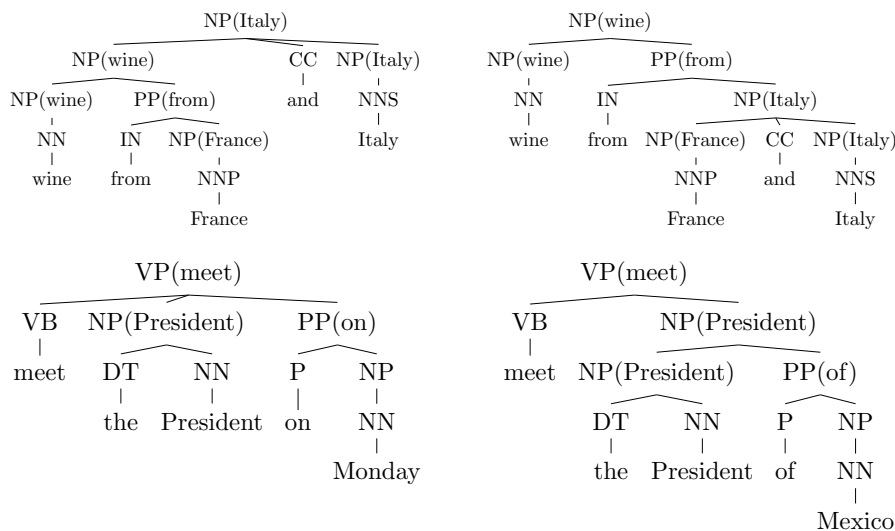 NP(Italy)
NP(wine) CC NP(Italy)
NP(wine) PP(from) and NNS
NN IN NP(France) Italy
wine from NNP
France
NP(wine)
NP(wine) PP(from)
NN IN NP(Italy)
wine from NP(France) CC NP(Italy)
NNP and NNS
France Italy
VP(meet)
VB NP(President) PP(on)
meet DT NN P NP
the President on NN
Monday
VP(meet)
VB NP(President)
meet NP(President) PP(of)
DT NN P NP
the President of NN
Mexico